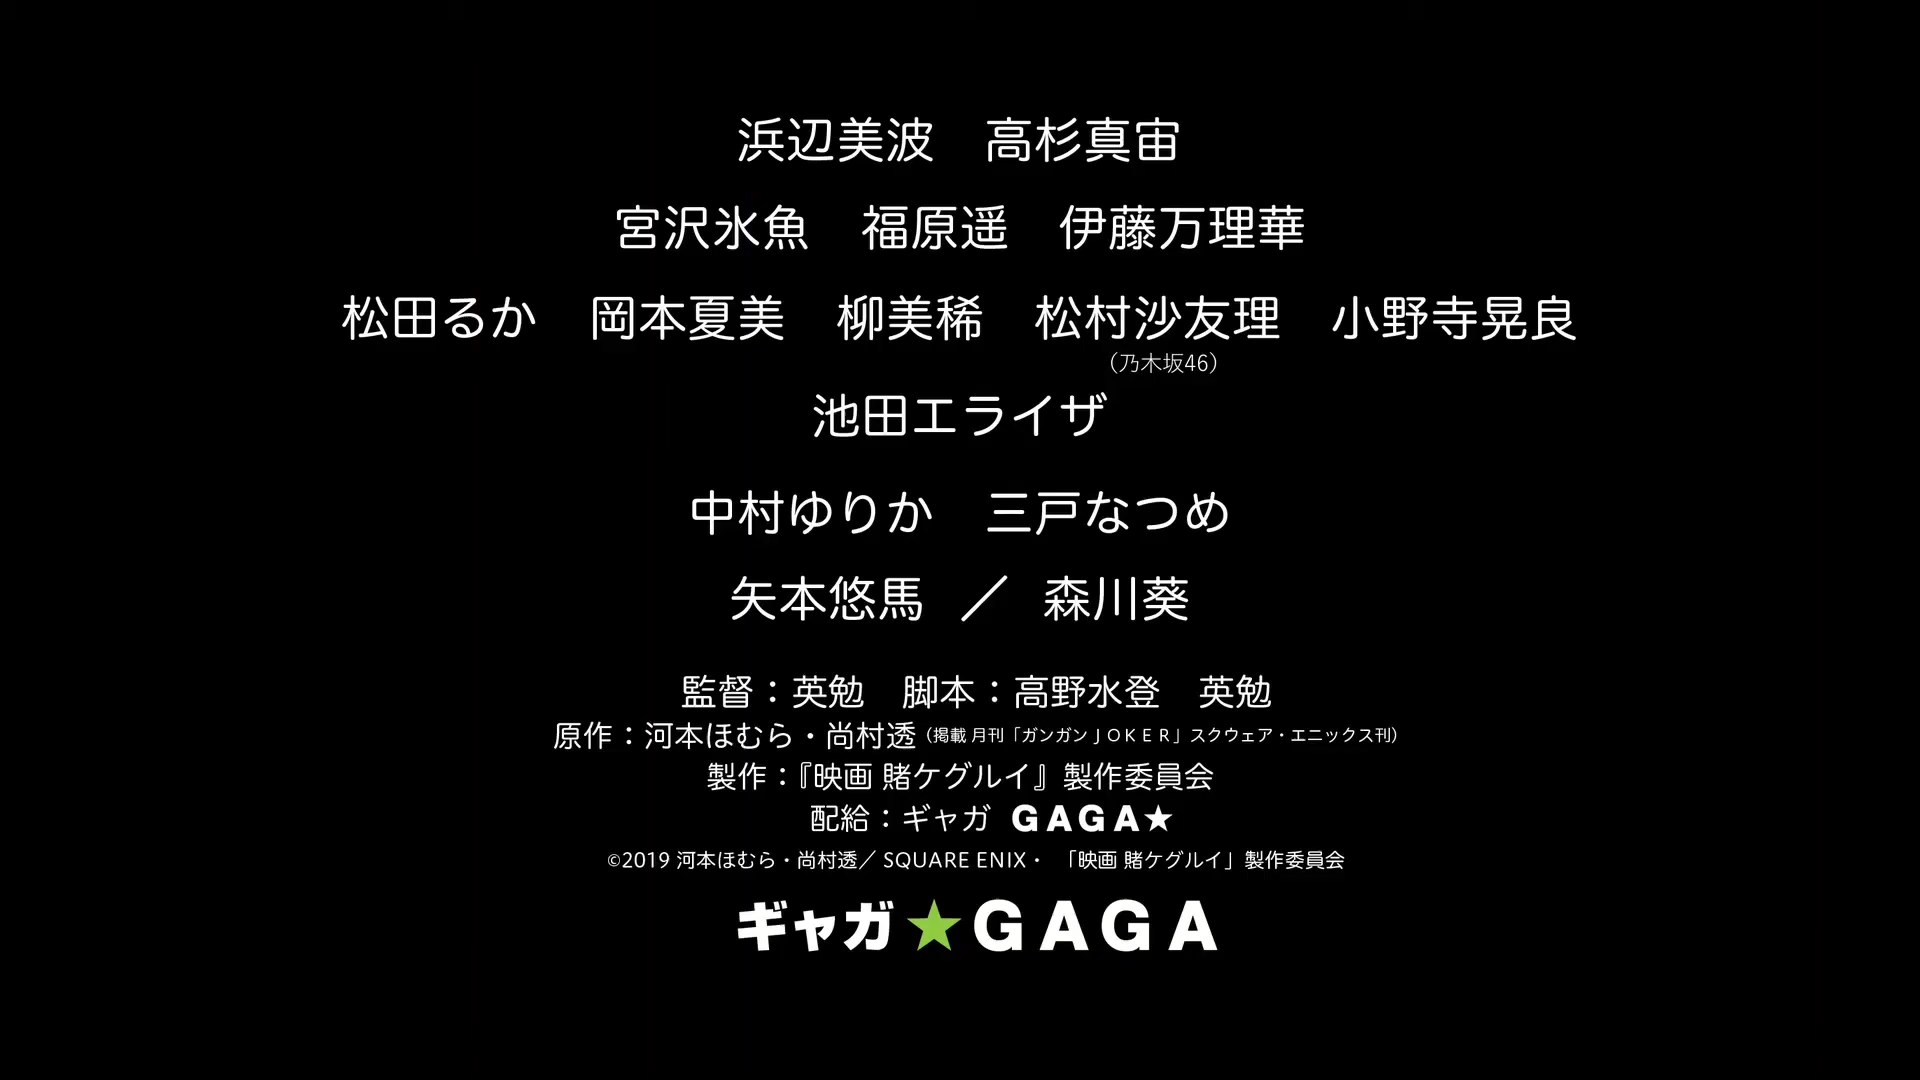 浜辺美波　高杉真宙
宮沢氷魚　福原遥　伊藤万理華
松田るか　岡本夏美　柳美稀　松村沙友理　小野寺晃良
（乃木坂46）
池田エライザ
中村ゆりか　三戸なつめ
矢本悠馬　／　森川葵
監督：英勉　脚本：高野水登　英勉
原作：河本ほむら・尚村透（掲載 月刊「ガンガンＪＯＫＥＲ」スクウェア・エニックス刊）
製作：『映画 賭ケグルイ』製作委員会
配給：ギャガ GAGA★
©2019 河本ほむら・尚村透／SQUARE ENIX・ 「映画 賭ケグルイ」製作委員会
ギャガ★GAGA